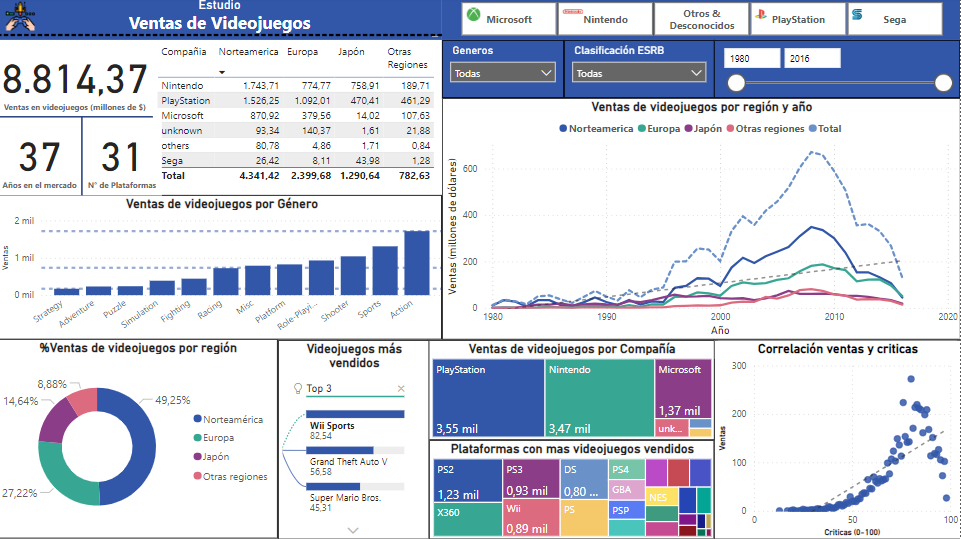 Estudio
Ventas de Videojuegos
Microsoft
Nintendo
Otros &
Desconocidos
PlayStation
Sega
8.814,37
Ventas en videojuegos (millones de $)
37
Años en el mercado
31
N° de Plataformas
Compañia Norteamerica Europa Japón Otras
Regiones
Nintendo 1.743,71 774,77 758,91 189,71
PlayStation 1.526,25 1.092,01 470,41 461,29
Microsoft 870,92 379,56 14,02 107,63
unknown 93,34 140,37 1,61 21,88
others 80,78 4,86 1,71 0,84
Sega 26,42 8,11 43,98 1,28
Total 4.341,42 2.399,68 1.290,64 782,63
Generos
Todas
Clasificación ESRB
Todas
1980
2016
Ventas de videojuegos por región y año
Norteamerica Europa Japón Otras regiones Total
Ventas (millones de dólares)
600
400
200
0
1980 1990 2000 2010 2020
Año
Ventas de videojuegos por Género
Ventas
2 mil
1 mil
0 mil
Strategy
Adventure
Puzzle
Simulation
Fighting
Racing
Misc
Platform
Role-Playi...
Shooter
Sports
Action
%Ventas de videojuegos por región
8,88%
14,64%
27,22%
49,25%
Norteamérica
Europa
Japón
Otras regiones
Videojuegos más
vendidos
Top 3
Wii Sports
82,54
Grand Theft Auto V
56,58
Super Mario Bros.
45,31
Ventas de videojuegos por Compañía
PlayStation
3,55 mil
Nintendo
3,47 mil
Microsoft
1,37 mil
unk...
Plataformas con mas videojuegos vendidos
PS2
1,23 mil
X360
PS3
0,93 mil
Wii
0,89 mil
DS
0,80 ...
PS
PS4
GBA
PSP
NES
Correlación ventas y criticas
Ventas
300
200
100
0
0 50 100
Criticas (0-100)